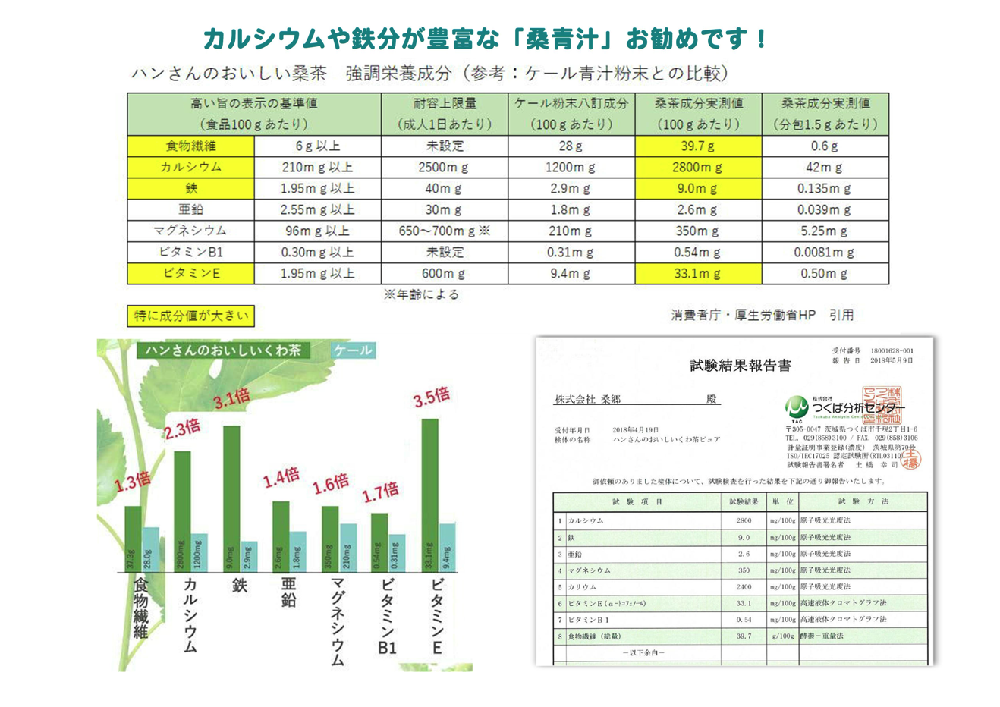 カルシウムや鉄分が豊富な「桑青汁」お勧めです！
ハンさんのおいしい桑茶　強調栄養成分（参考：ケール青汁粉末との比較）
高い旨の表示の基準値（食品100ｇあたり） 耐容上限量（成人1日あたり） ケール粉末八訂成分（100ｇあたり） 桑茶成分実測値（100ｇあたり） 桑茶成分実測値（分包1.5ｇあたり）
食物繊維 6ｇ以上 未設定 28ｇ 39.7ｇ 0.6ｇ
カルシウム 210mｇ以上 2500mｇ 1200mｇ 2800mｇ 42mｇ
鉄 1.95mｇ以上 40mｇ 2.9mｇ 9.0mｇ 0.135mｇ
亜鉛 2.55mｇ以上 30mｇ 1.8mｇ 2.6mｇ 0.039mｇ
マグネシウム 96mｇ以上 650～700mｇ※ 210mｇ 350mｇ 5.25mｇ
ビタミンB1 0.30mｇ以上 未設定 0.31mｇ 0.54mｇ 0.0081mｇ
ビタミンE 1.95mｇ以上 600mｇ 9.4mｇ 33.1mｇ 0.50mｇ
※年齢による
特に成分値が大きい
消費者庁・厚生労働省HP　引用
ハンさんのおいしいくわ茶 ケール
1.3倍 2.3倍 3.1倍 1.4倍 1.6倍 1.7倍 3.5倍
37.3g 28.0g 2800mg 1200mg 9.0mg 2.9mg 2.6mg 1.8mg 350mg 210mg 0.54mg 0.31mg 33.1mg 9.4mg
食物繊維 カルシウム 鉄 亜鉛 マグネシウム ビタミンB1 ビタミンE
受付番号 18001628-001
報告日 2018年5月9日
試験結果報告書
株式会社 桑郷 殿
株式会社
つくば分析センター
TAC
Tsukuba Analysis Center
〒305-0047 茨城県つくば市千現2丁目1-6
TEL. 029(858)3100 / FAX. 029(858)3106
計量証明事業登録(濃度) 茨城県第70号
ISO/IEC17025 認定試験所(RTL03110)
試験報告書署名者 土橋 幸司
土橋
受付年月日 2018年4月19日
検体の名称 ハンさんのおいしいくわ茶ピュア
御依頼のありました検体について、試験検査を行った結果を下記の通り御報告いたします。
試験項目 試験結果 単位 試験方法
1 カルシウム 2800 mg/100g 原子吸光光度法
2 鉄 9.0 mg/100g 原子吸光光度法
3 亜鉛 2.6 mg/100g 原子吸光光度法
4 マグネシウム 350 mg/100g 原子吸光光度法
5 カリウム 2400 mg/100g 原子吸光光度法
6 ビタミンE(α-トコフェノール) 33.1 mg/100g 高速液体クロマトグラフ法
7 ビタミンB1 0.54 mg/100g 高速液体クロマトグラフ法
8 食物繊維（総量） 39.7 g/100g 酵素－重量法
－以下余白－